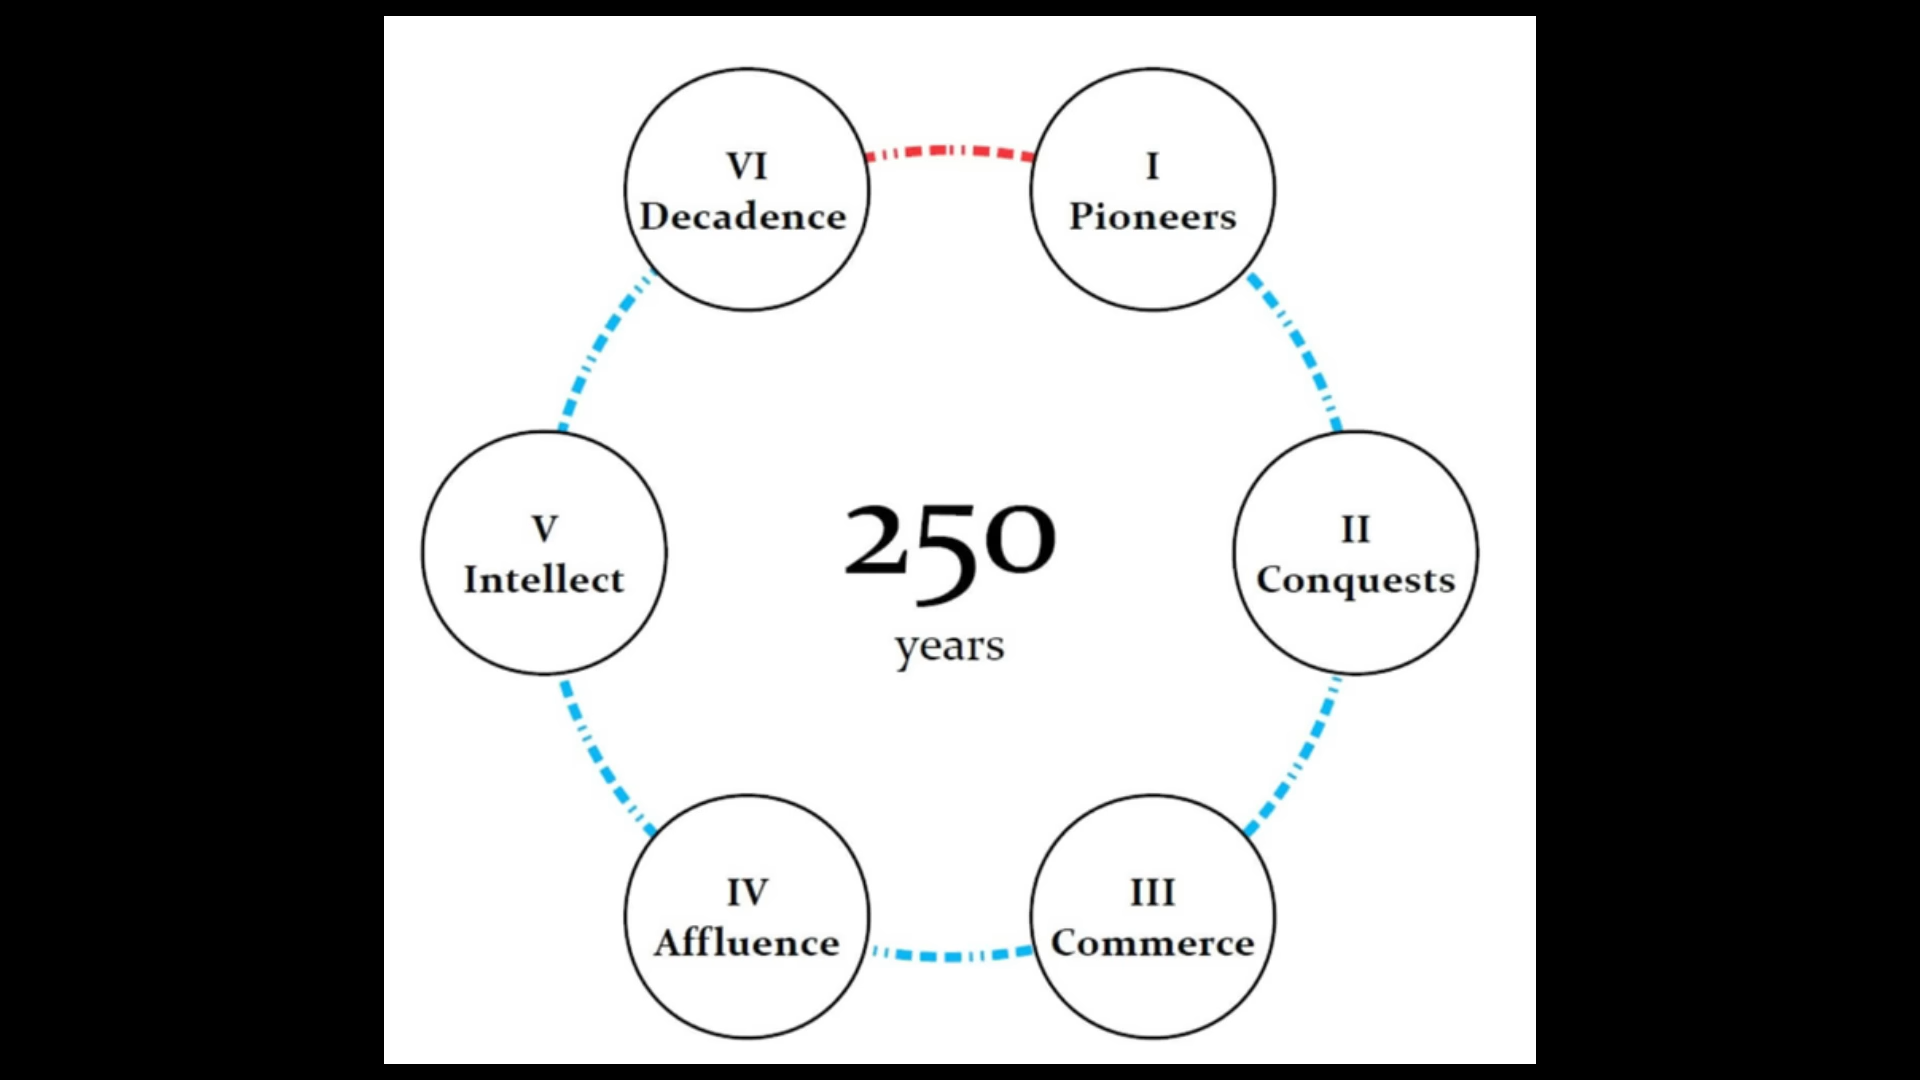 VI
Decadence
I
Pioneers
V
Intellect
250
years
II
Conquests
IV
Affluence
III
Commerce